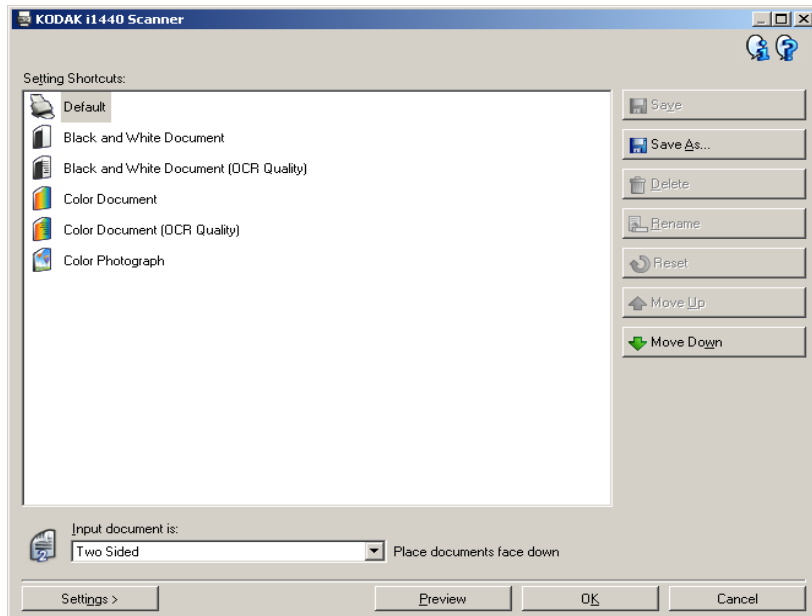 KODAK i1440 Scanner
Setting Shortcuts:
Default
Black and White Document
Black and White Document (OCR Quality)
Color Document
Color Document (OCR Quality)
Color Photograph
Save
Save As...
Delete
Rename
Reset
Move Up
Move Down
Input document is:
2
Two Sided
Place documents face down
Settings >
Preview
OK
Cancel